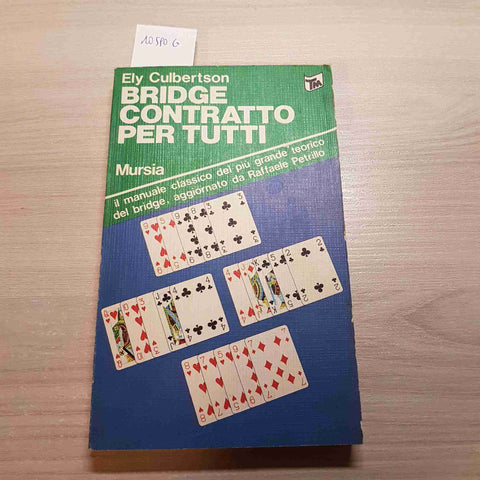 10580 G
Ely Culbertson
BRIDGE
CONTRATTO
PER TUTTI
TM
Mursia
il manuale classico del più grande teorico
del bridge, aggiornato da Raffaele Petrillo